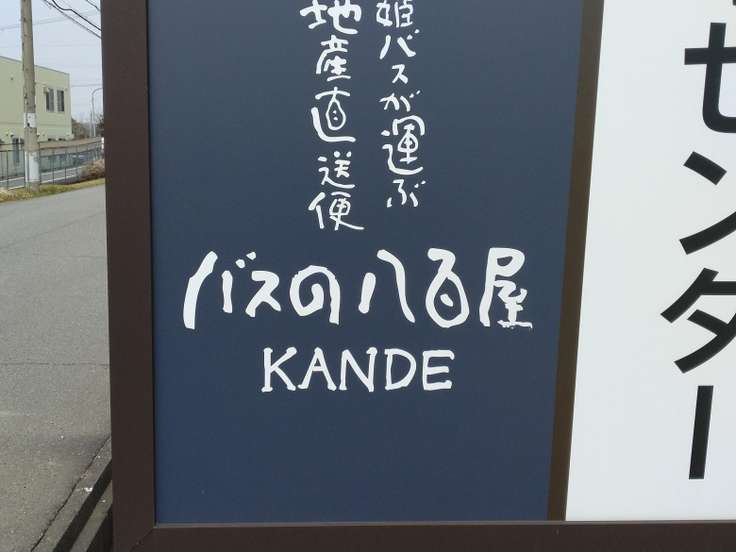 姫バスが運ぶ
地産直送便
バスの八百屋
KANDE
センター